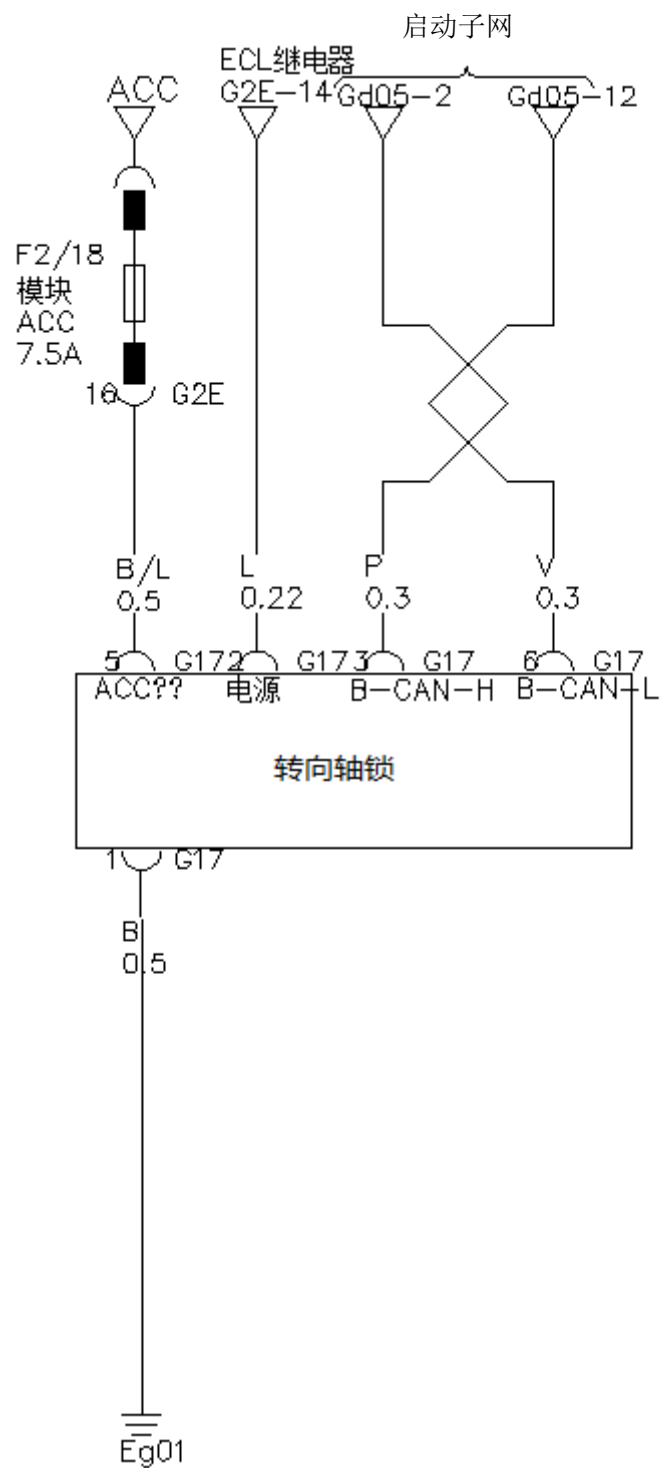 启动子网
ECL继电器
ACC
G2E-14
Gd05-2
Gd05-12
F2/18
模块
ACC
7.5A
16
G2E
B/L
0.5
L
0.22
P
0.3
V
0.3
5
G17
2
G17
3
G17
6
G17
ACC??
电源
B-CAN-H
B-CAN-L
转向轴锁
1
G17
B
0.5
Eg01